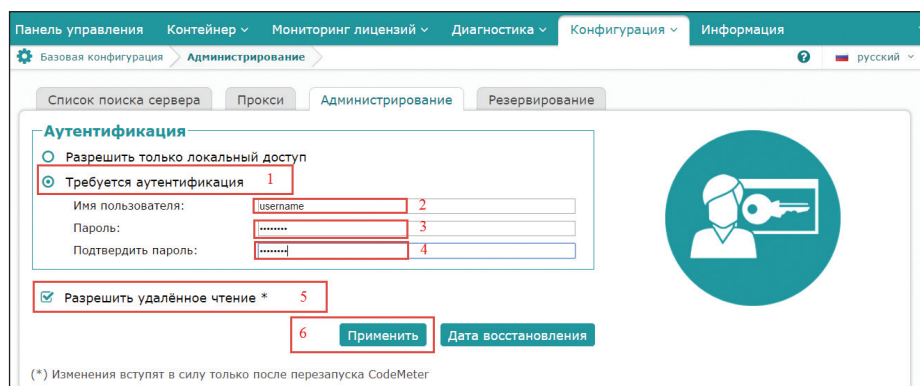 Панель управления Контейнер Мониторинг лицензий Диагностика Конфигурация Информация
Базовая конфигурация Администрирование ? русский
Список поиска сервера Прокси Администрирование Резервирование
Аутентификация
Разрешить только локальный доступ
Требуется аутентификация 1
Имя пользователя: username 2
Пароль: •••••••• 3
Подтвердить пароль: •••••••• 4
Разрешить удалённое чтение * 5
6 Применить Дата восстановления
(*) Изменения вступят в силу только после перезапуска CodeMeter